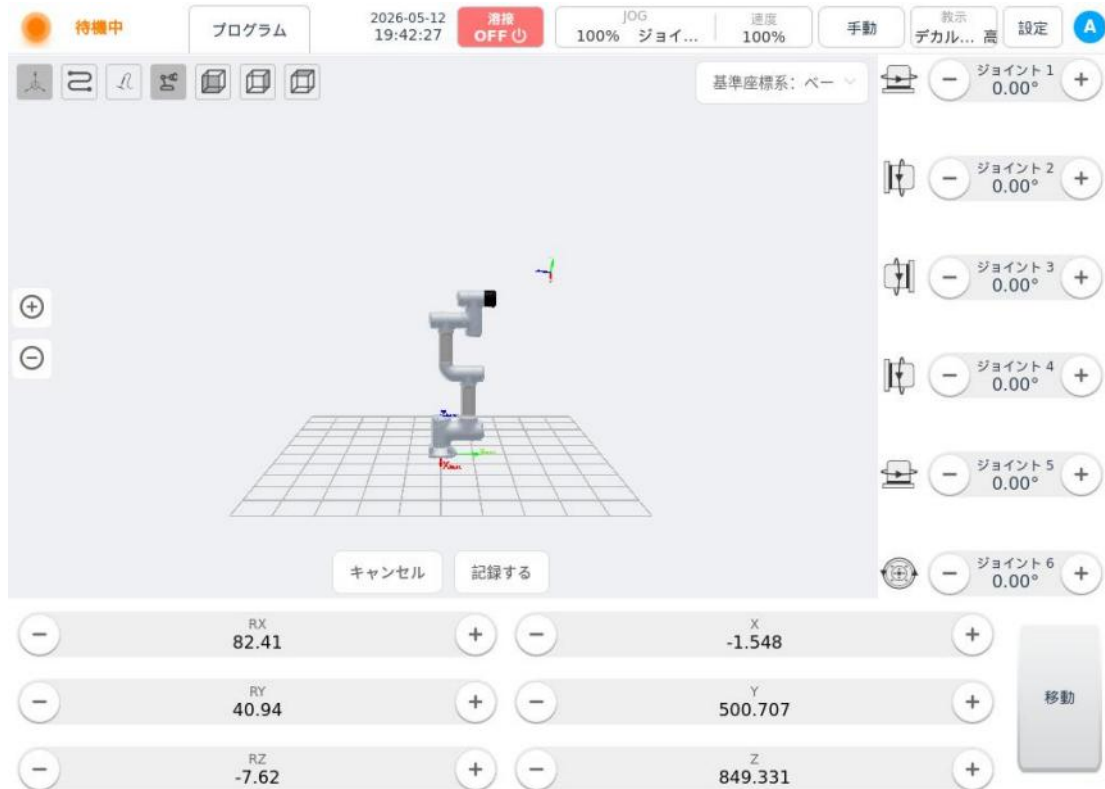 待機中
プログラム
2026-05-12
19:42:27
溶接
OFF
JOG
100% ジョイ...
速度
100%
手動
教示
デカル... 高
設定
A
基準座標系: ベー
ジョイント 1
0.00°
ジョイント 2
0.00°
ジョイント 3
0.00°
ジョイント 4
0.00°
ジョイント 5
0.00°
ジョイント 6
0.00°
キャンセル
記録する
RX
82.41
X
-1.548
RY
40.94
Y
500.707
移動
RZ
-7.62
Z
849.331